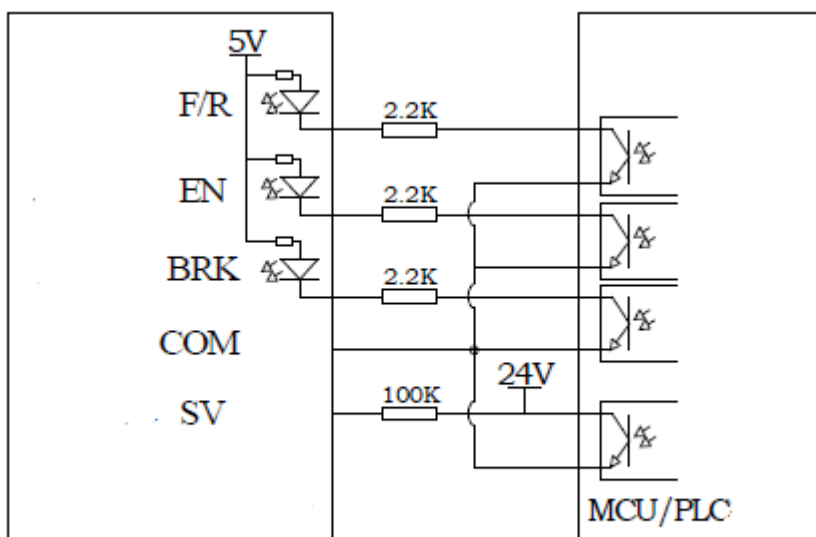 5V
F/R
2.2K
EN
2.2K
BRK
2.2K
COM
24V
SV
100K
MCU/PLC